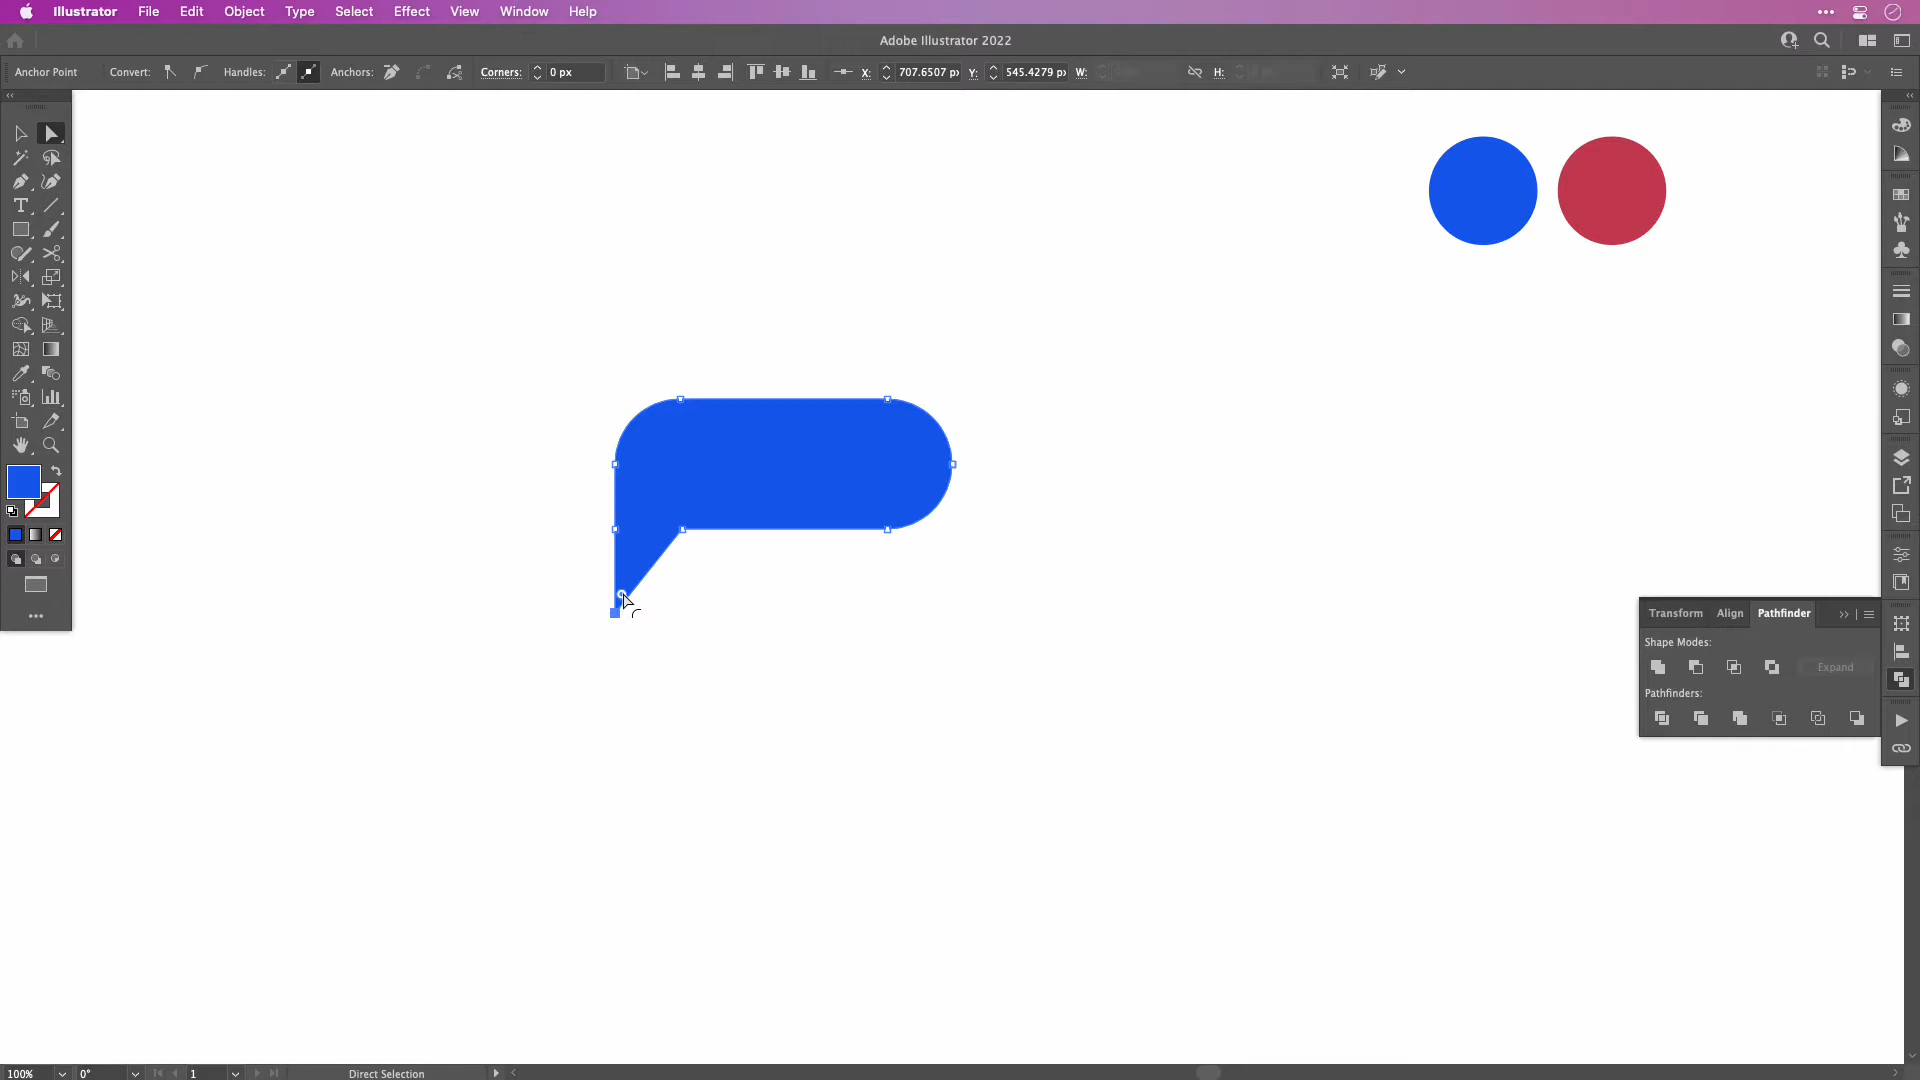 Illustrator File Edit Object Type Select Effect View Window Help
Adobe Illustrator 2022
Anchor Point Convert: Handles: Anchors: Corners: 0 px X: 707.6507 px Y: 545.4279 px W: H:
Transform Align Pathfinder
Shape Modes:
Expand
Pathfinders:
100% 0° 1 Direct Selection